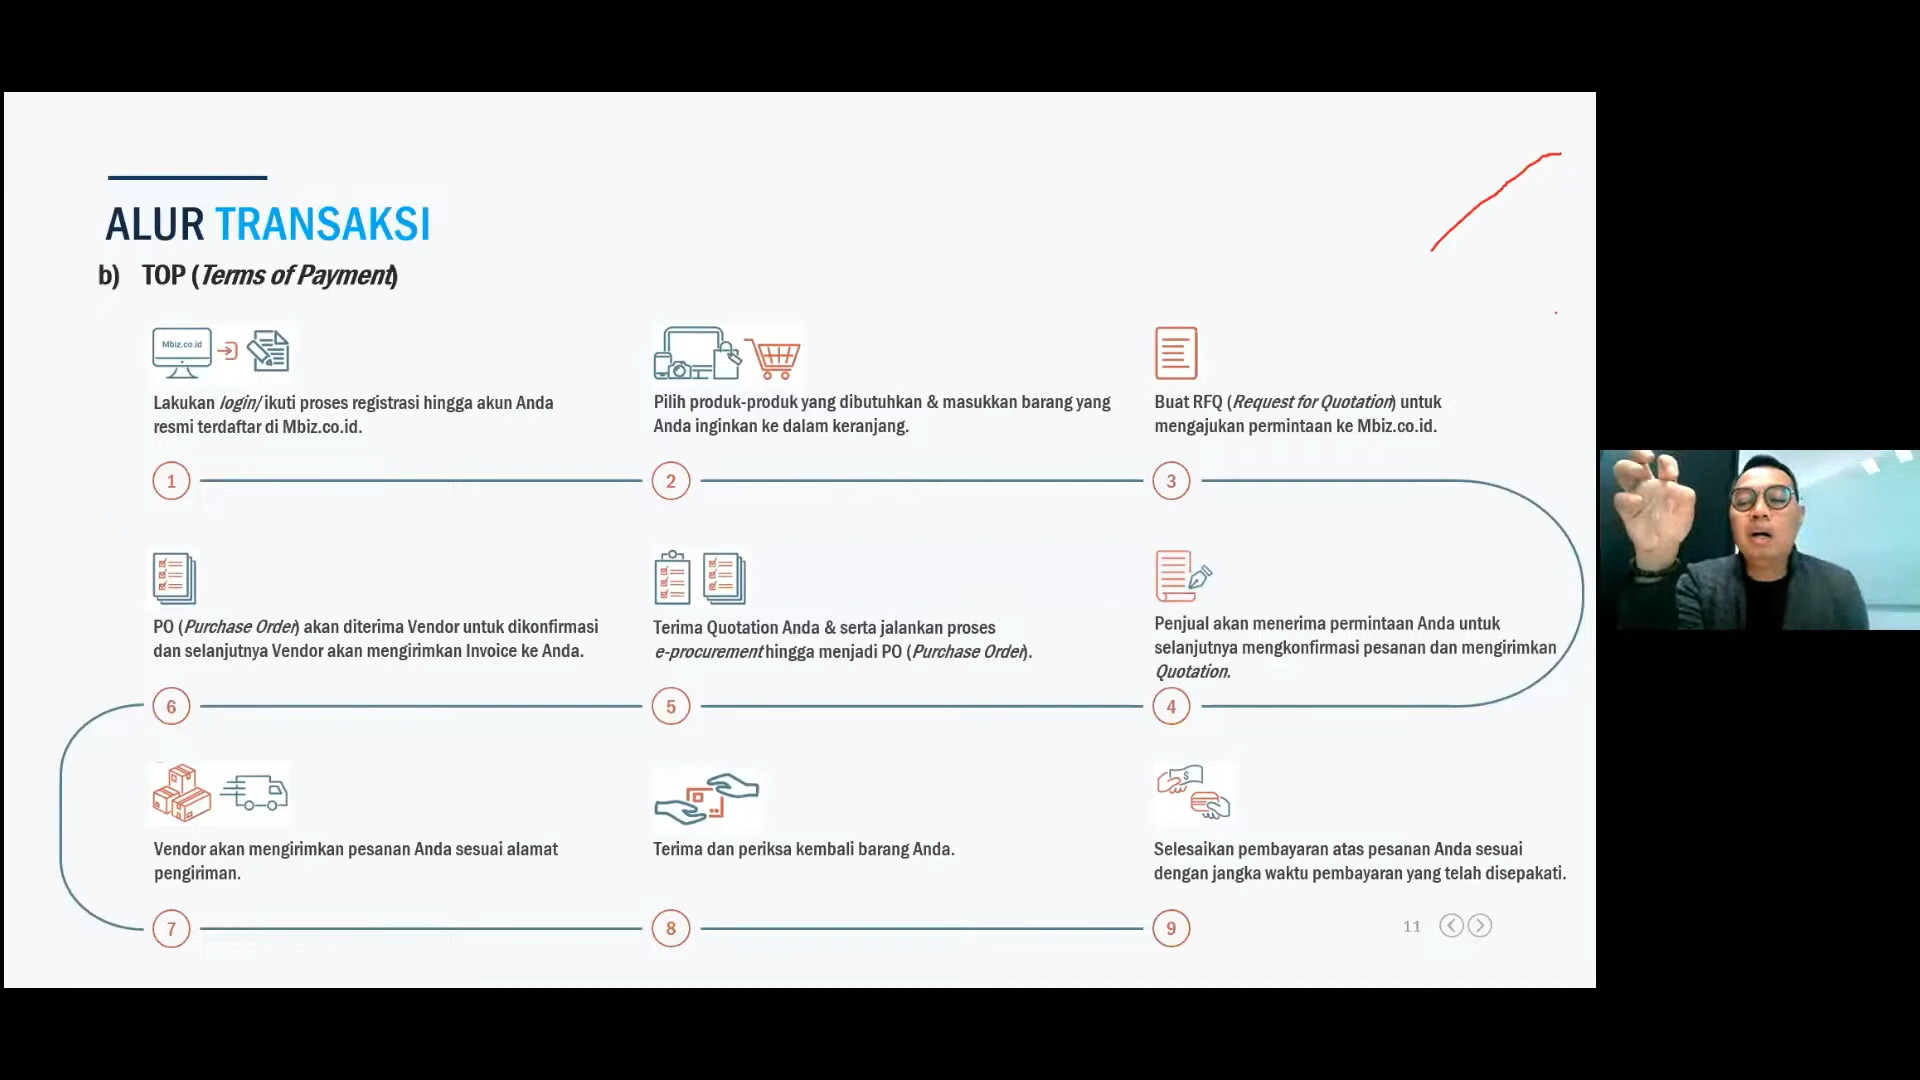 ALUR TRANSAKSI
b) TOP (Terms of Payment)
Mbiz.co.id
Lakukan login/ikuti proses registrasi hingga akun Anda
resmi terdaftar di Mbiz.co.id.
1
Pilih produk-produk yang dibutuhkan & masukkan barang yang
Anda inginkan ke dalam keranjang.
2
Buat RFQ (Request for Quotation) untuk
mengajukan permintaan ke Mbiz.co.id.
3
Penjual akan menerima permintaan Anda untuk
selanjutnya mengkonfirmasi pesanan dan mengirimkan
Quotation.
4
Terima Quotation Anda & serta jalankan proses
e-procurement hingga menjadi PO (Purchase Order).
5
PO (Purchase Order) akan diterima Vendor untuk dikonfirmasi
dan selanjutnya Vendor akan mengirimkan Invoice ke Anda.
6
Vendor akan mengirimkan pesanan Anda sesuai alamat
pengiriman.
7
Terima dan periksa kembali barang Anda.
8
$
Selesaikan pembayaran atas pesanan Anda sesuai
dengan jangka waktu pembayaran yang telah disepakati.
9
11